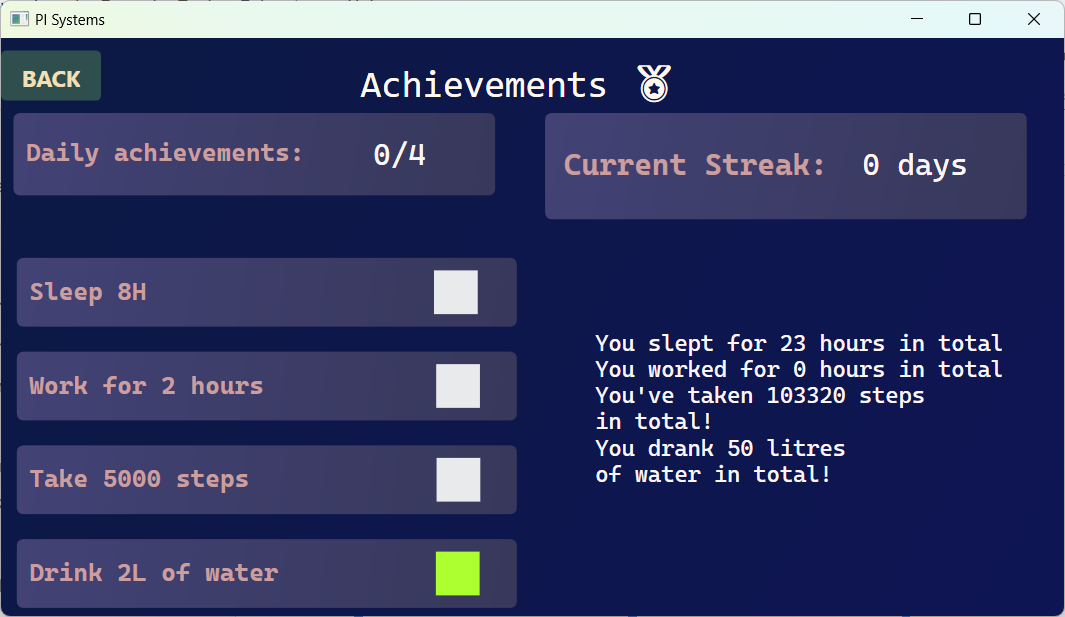 PI Systems
BACK
Achievements
Daily achievements: 0/4
Current Streak: 0 days
Sleep 8H
Work for 2 hours
Take 5000 steps
Drink 2L of water
You slept for 23 hours in total
You worked for 0 hours in total
You've taken 103320 steps
in total!
You drank 50 litres
of water in total!